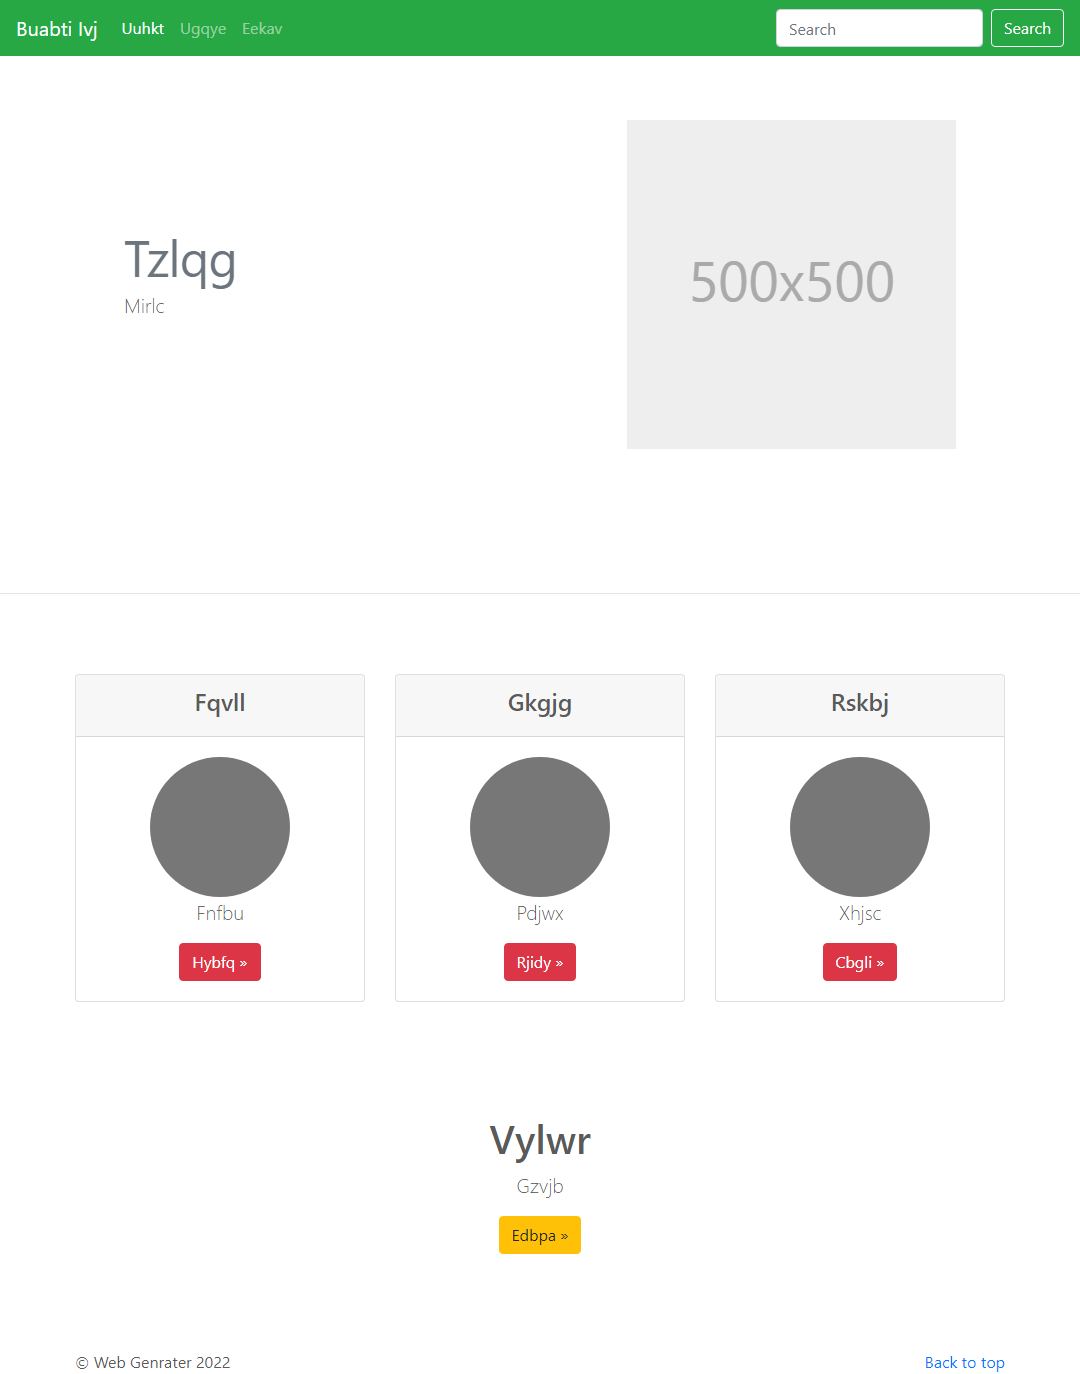 Buabti Ivj Uuhkt Ugqye Eekav Search Search
Tzlqg
Mirlc
500x500
Fqvll Gkgjg Rskbj
Fnfbu Pdjwx Xhjsc
Hybfq » Rjidy » Cbgli »
Vylwr
Gzvjb
Edbpa »
© Web Genrater 2022 Back to top